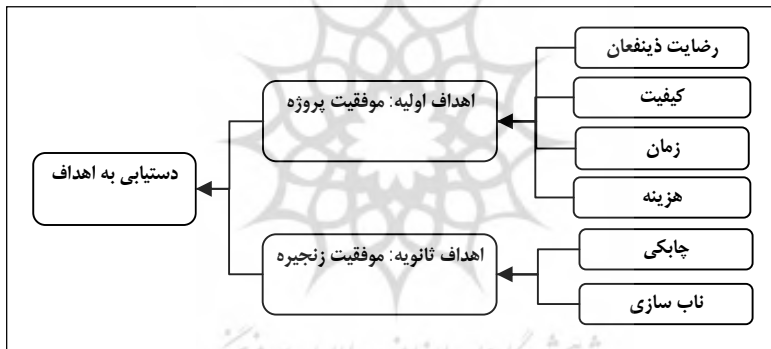 رضایت ذینفعان
کیفیت
اهداف اولیه: موفقیت پروژه
زمان
دستیابی به اهداف
هزینه
اهداف ثانویه: موفقیت زنجیره
چابکی
ناب سازی